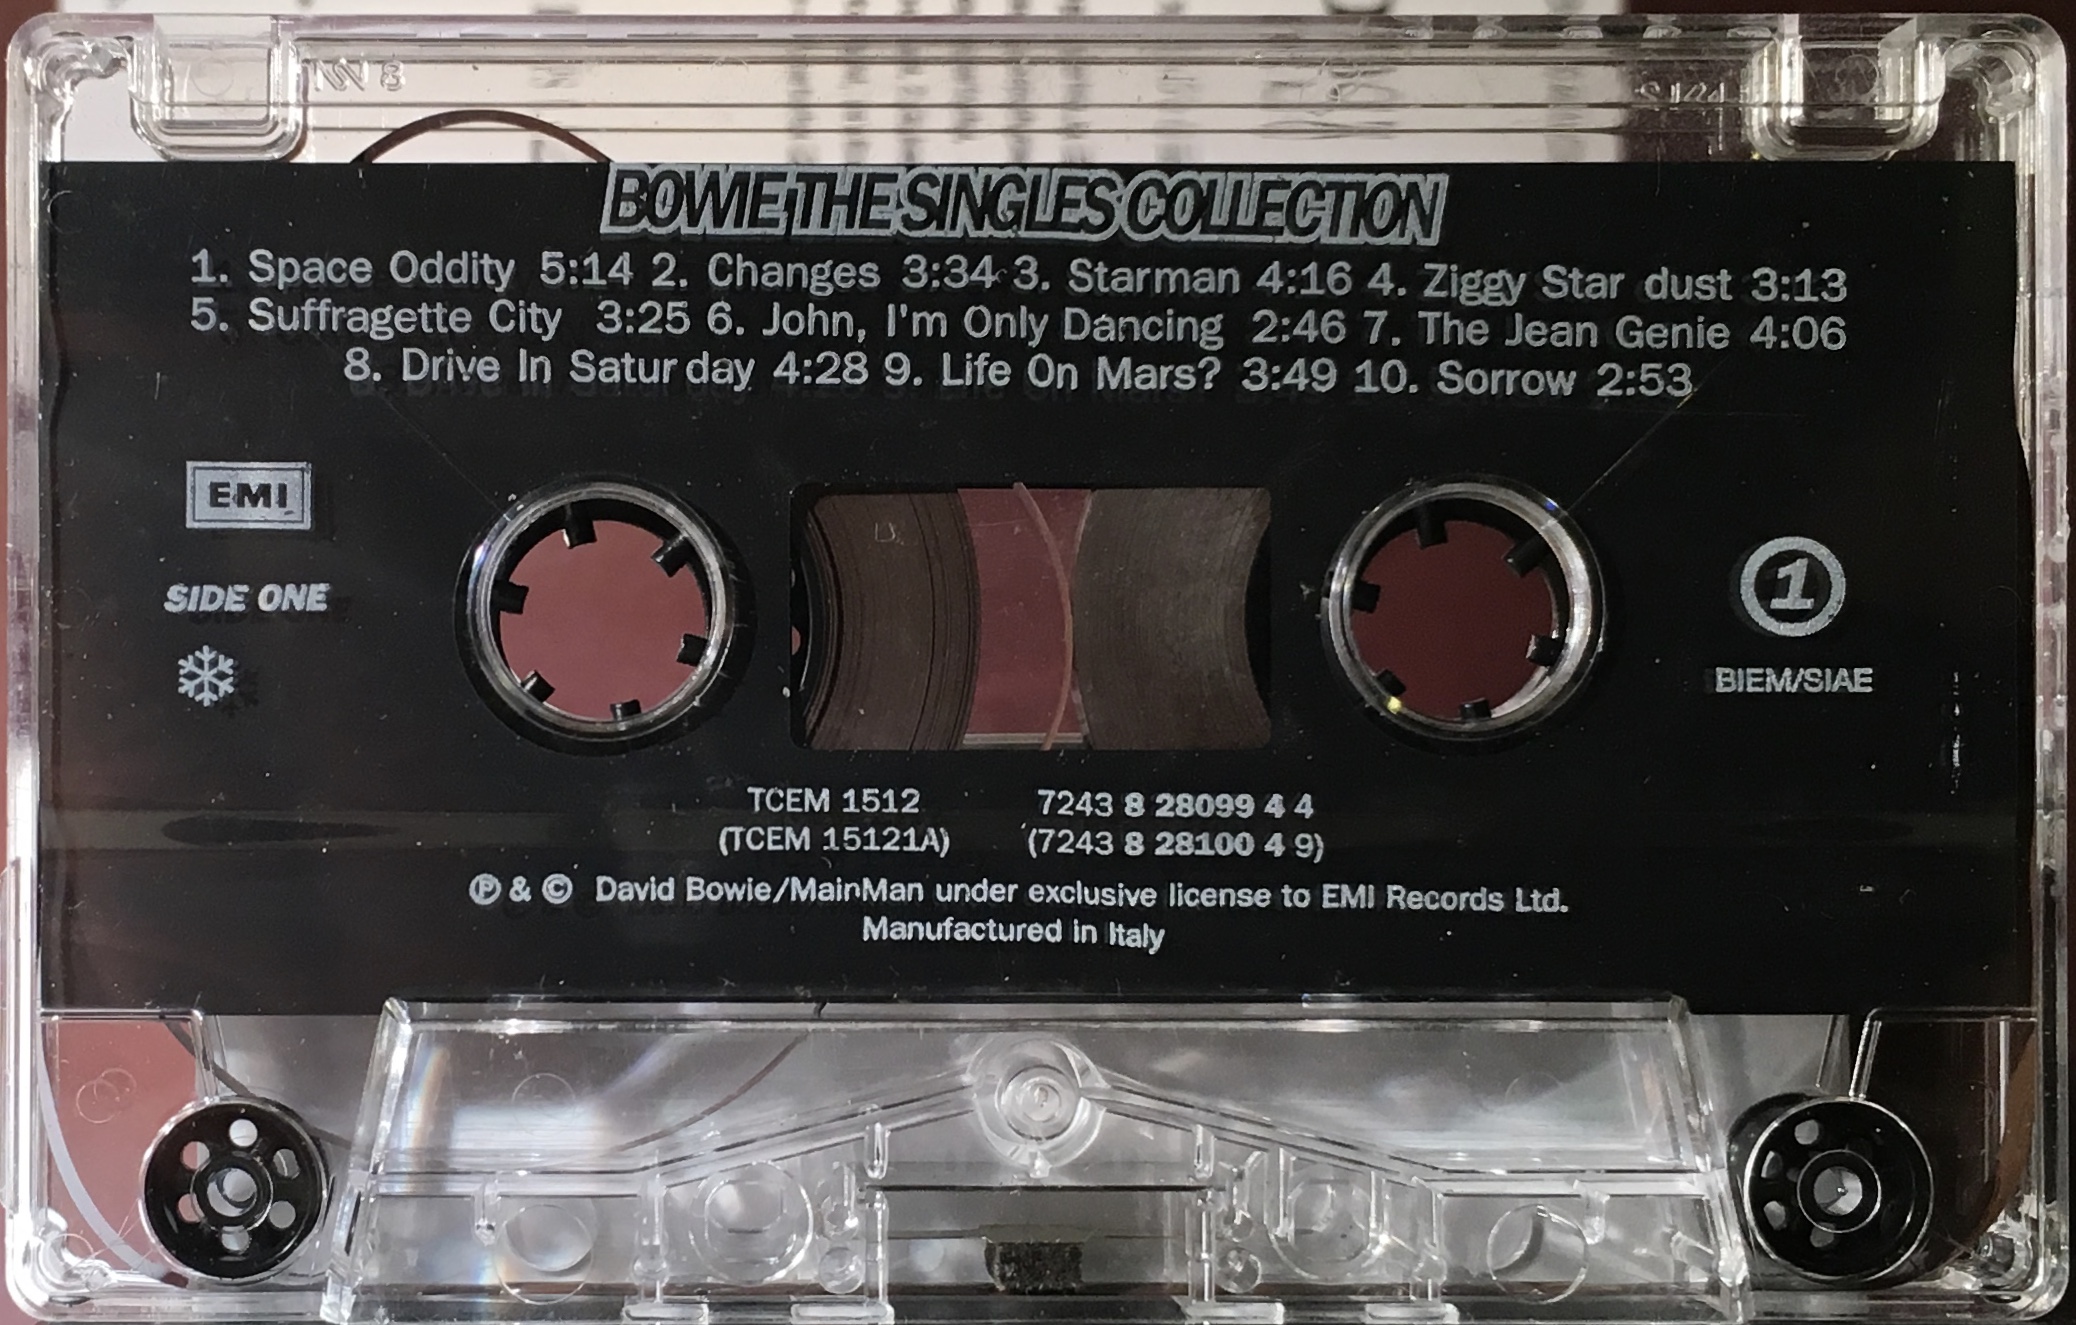 BOWIE THE SINGLES COLLECTION
1. Space Oddity 5:14 2. Changes 3:34 3. Starman 4:16 4. Ziggy Star dust 3:13
5. Suffragette City 3:25 6. John, I'm Only Dancing 2:46 7. The Jean Genie 4:06
8. Drive In Satur day 4:28 9. Life On Mars? 3:49 10. Sorrow 2:53
EMI
SIDE ONE
1
BIEM/SIAE
TCEM 1512 7243 8 28099 4 4
(TCEM 15121A) (7243 8 28100 4 9)
℗ & © David Bowie/MainMan under exclusive license to EMI Records Ltd.
Manufactured in Italy